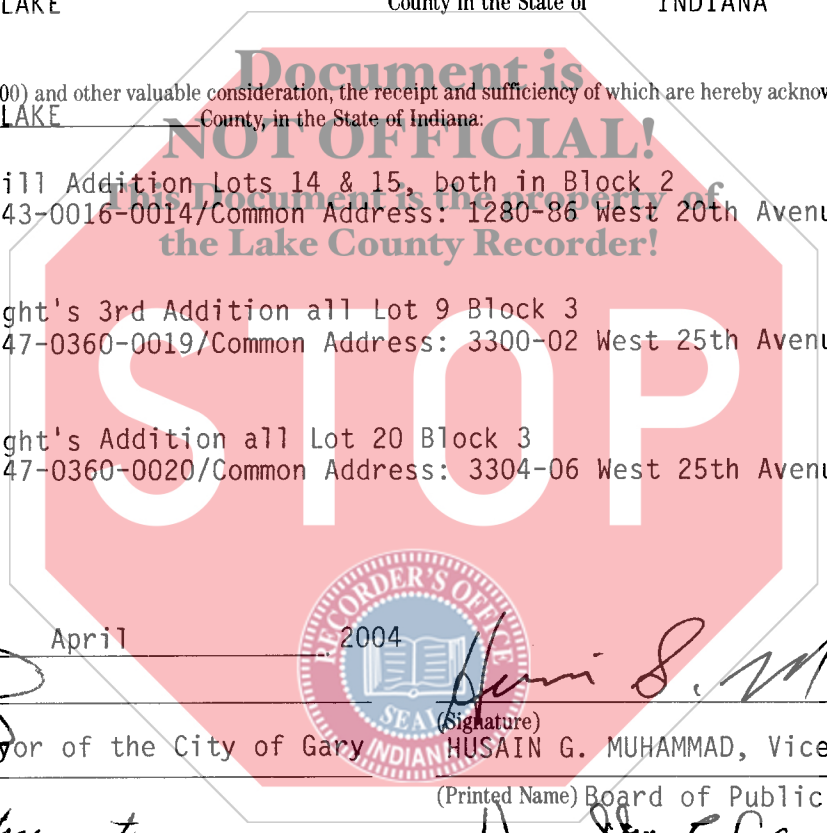 LAKE County in the State of INDIANA
Document is
00) and other valuable consideration, the receipt and sufficiency of which are hereby acknow
LAKE County, in the State of Indiana:
NOT OFFICIAL!
ill Addition Lots 14 & 15, both in Block 2
This Document is the property of
43-0016-0014/Common Address: 1280-86 West 20th Avenu
the Lake County Recorder!
ght's 3rd Addition all Lot 9 Block 3
47-0360-0019/Common Address: 3300-02 West 25th Avenu
STOP
ght's Addition all Lot 20 Block 3
47-0360-0020/Common Address: 3304-06 West 25th Avenu
RECORDER'S OFFICE
April 2004
SEAL
INDIANA
(Signature)
yor of the City of Gary HUSAIN G. MUHAMMAD, Vice
(Printed Name) Board of Public